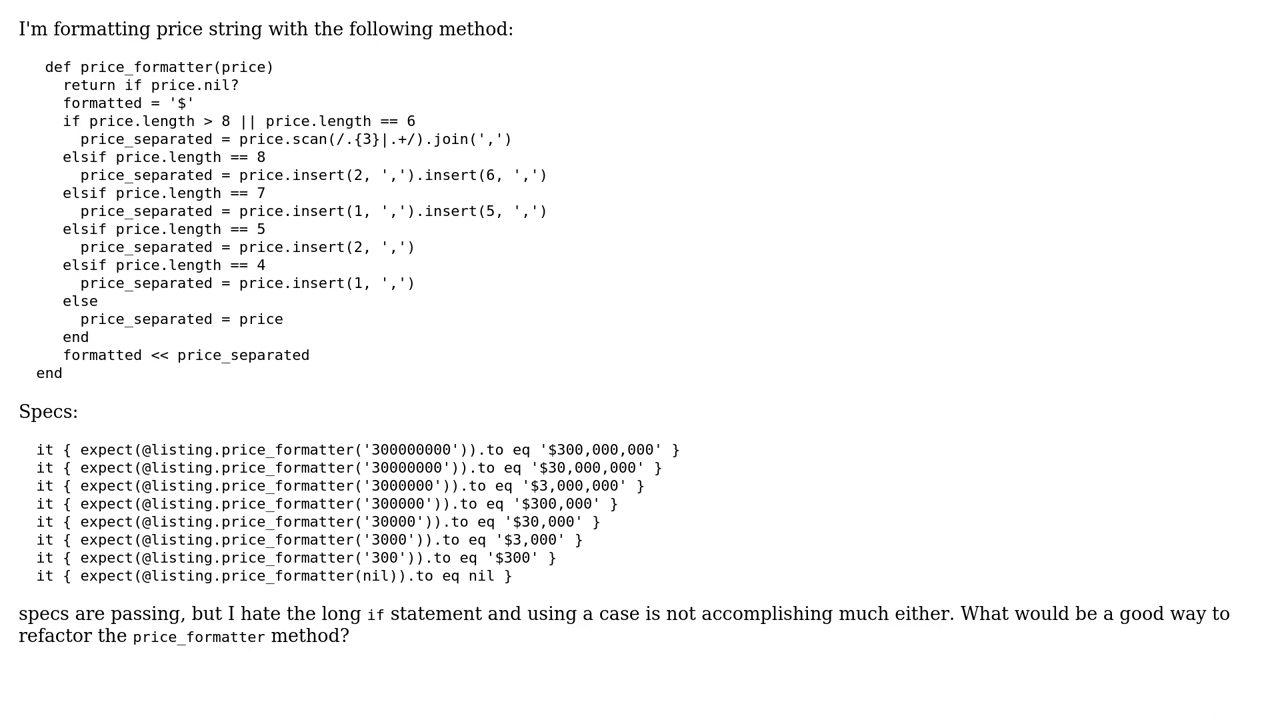 I'm formatting price string with the following method:
def price_formatter(price)
return if price.nil?
formatted = '$'
if price.length > 8 || price.length == 6
price_separated = price.scan(/.{3}|.+/).join(',')
elsif price.length == 8
price_separated = price.insert(2, ',').insert(6, ',')
elsif price.length == 7
price_separated = price.insert(1, ',').insert(5, ',')
elsif price.length == 5
price_separated = price.insert(2, ',')
elsif price.length == 4
price_separated = price.insert(1, ',')
else
price_separated = price
end
formatted << price_separated
end
Specs:
it { expect(@listing.price_formatter('300000000')).to eq '$300,000,000' }
it { expect(@listing.price_formatter('30000000')).to eq '$30,000,000' }
it { expect(@listing.price_formatter('3000000')).to eq '$3,000,000' }
it { expect(@listing.price_formatter('300000')).to eq '$300,000' }
it { expect(@listing.price_formatter('30000')).to eq '$30,000' }
it { expect(@listing.price_formatter('3000')).to eq '$3,000' }
it { expect(@listing.price_formatter('300')).to eq '$300' }
it { expect(@listing.price_formatter(nil)).to eq nil }
specs are passing, but I hate the long if statement and using a case is not accomplishing much either. What would be a good way to
refactor the price_formatter method?